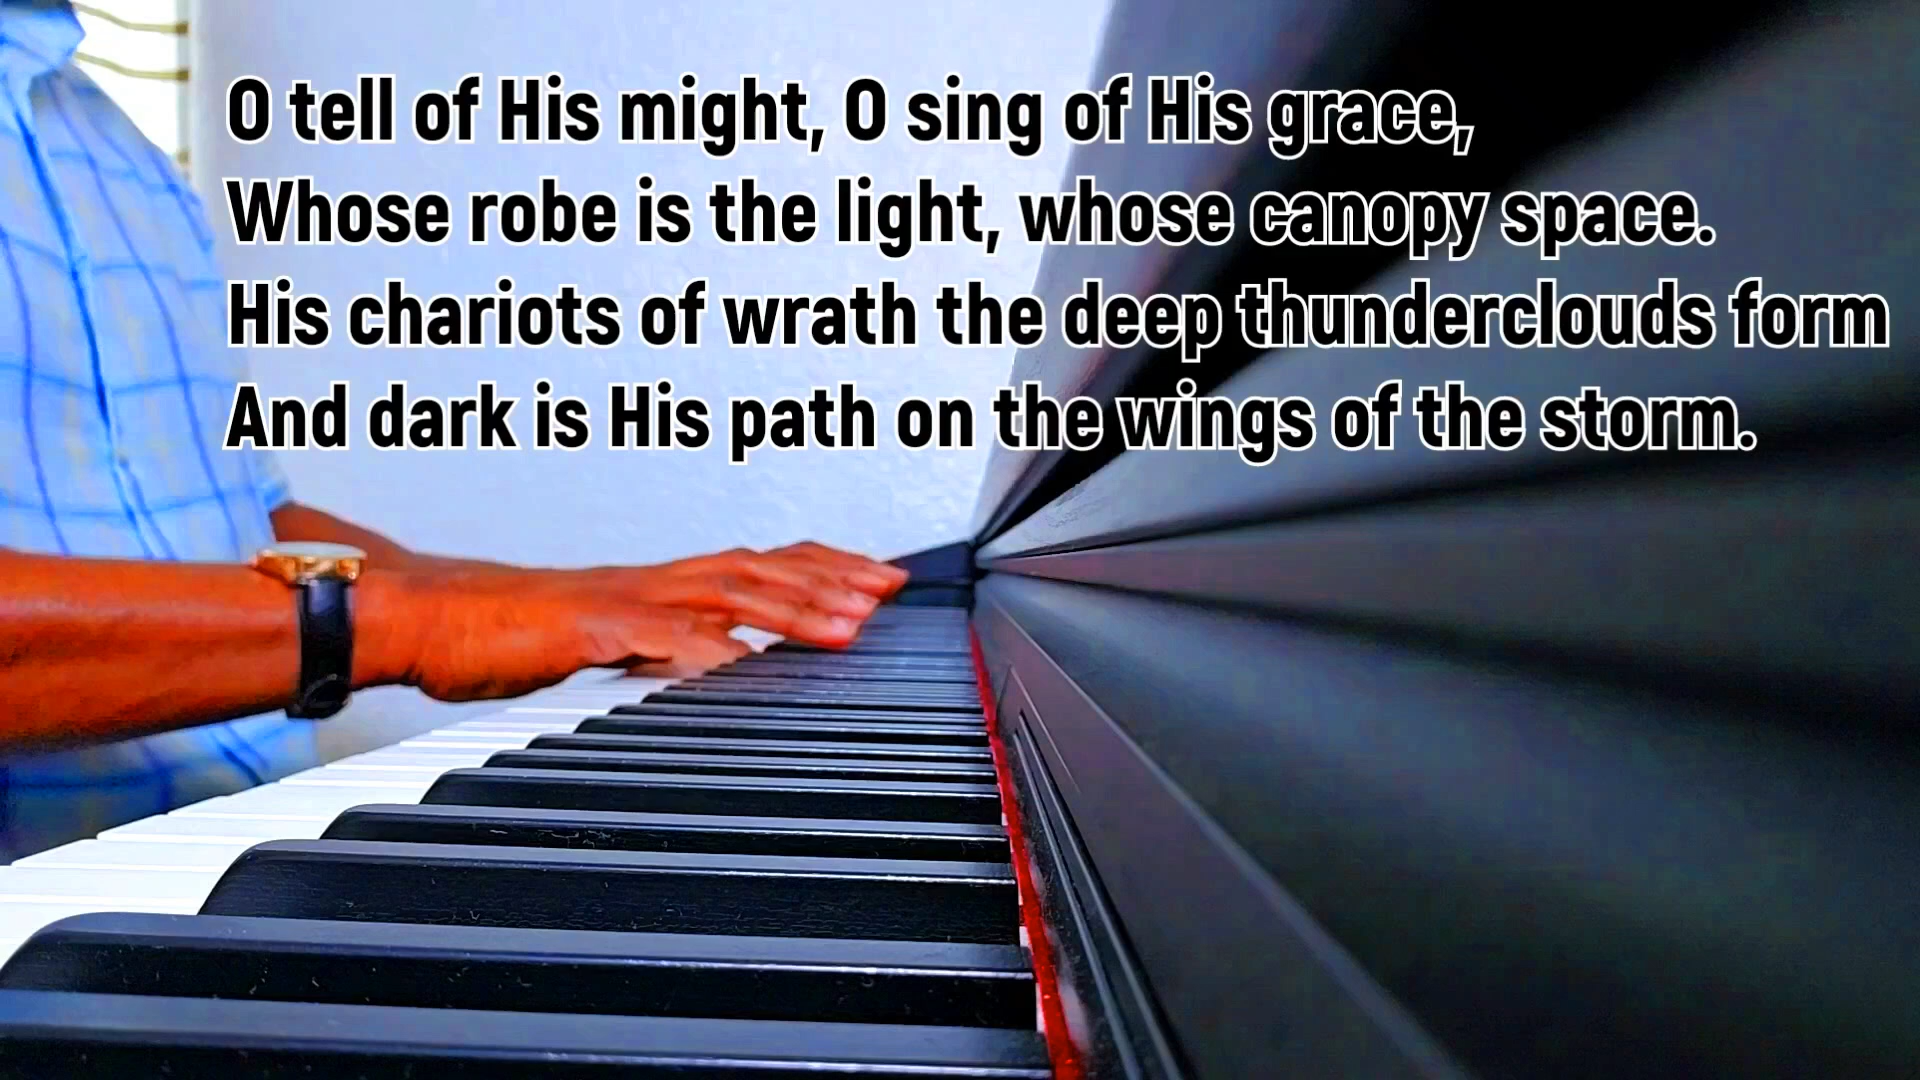 O tell of His might, O sing of His grace,
Whose robe is the light, whose canopy space.
His chariots of wrath the deep thunderclouds form
And dark is His path on the wings of the storm.